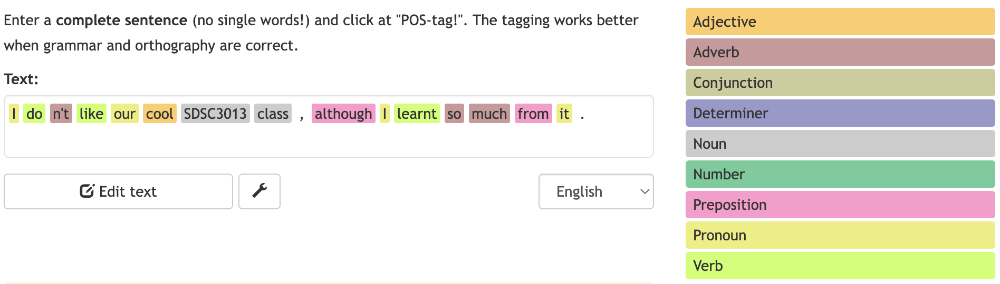 Enter a complete sentence (no single words!) and click at "POS-tag!". The tagging works better
when grammar and orthography are correct.
Text:
I do n't like our cool SDSC3013 class , although I learnt so much from it .
Edit text
English
Adjective
Adverb
Conjunction
Determiner
Noun
Number
Preposition
Pronoun
Verb